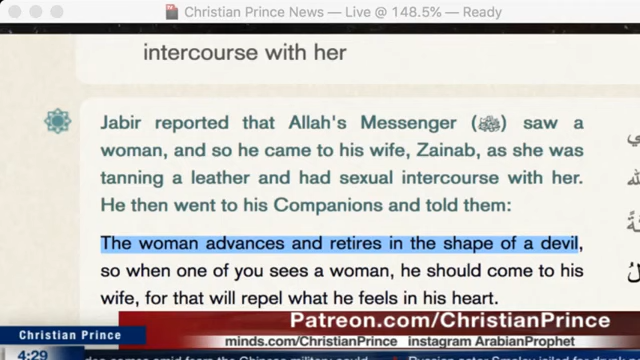 Christian Prince News — Live @ 148.5% — Ready
intercourse with her
Jabir reported that Allah's Messenger (ﷺ) saw a
woman, and so he came to his wife, Zainab, as she was
tanning a leather and had sexual intercourse with her.
He then went to his Companions and told them:
The woman advances and retires in the shape of a devil,
so when one of you sees a woman, he should come to his
wife, for that will repel what he feels in his heart.
Patreon.com/ChristianPrince
Christian Prince
minds.com/ChristianPrince instagram ArabianProphet
4:29